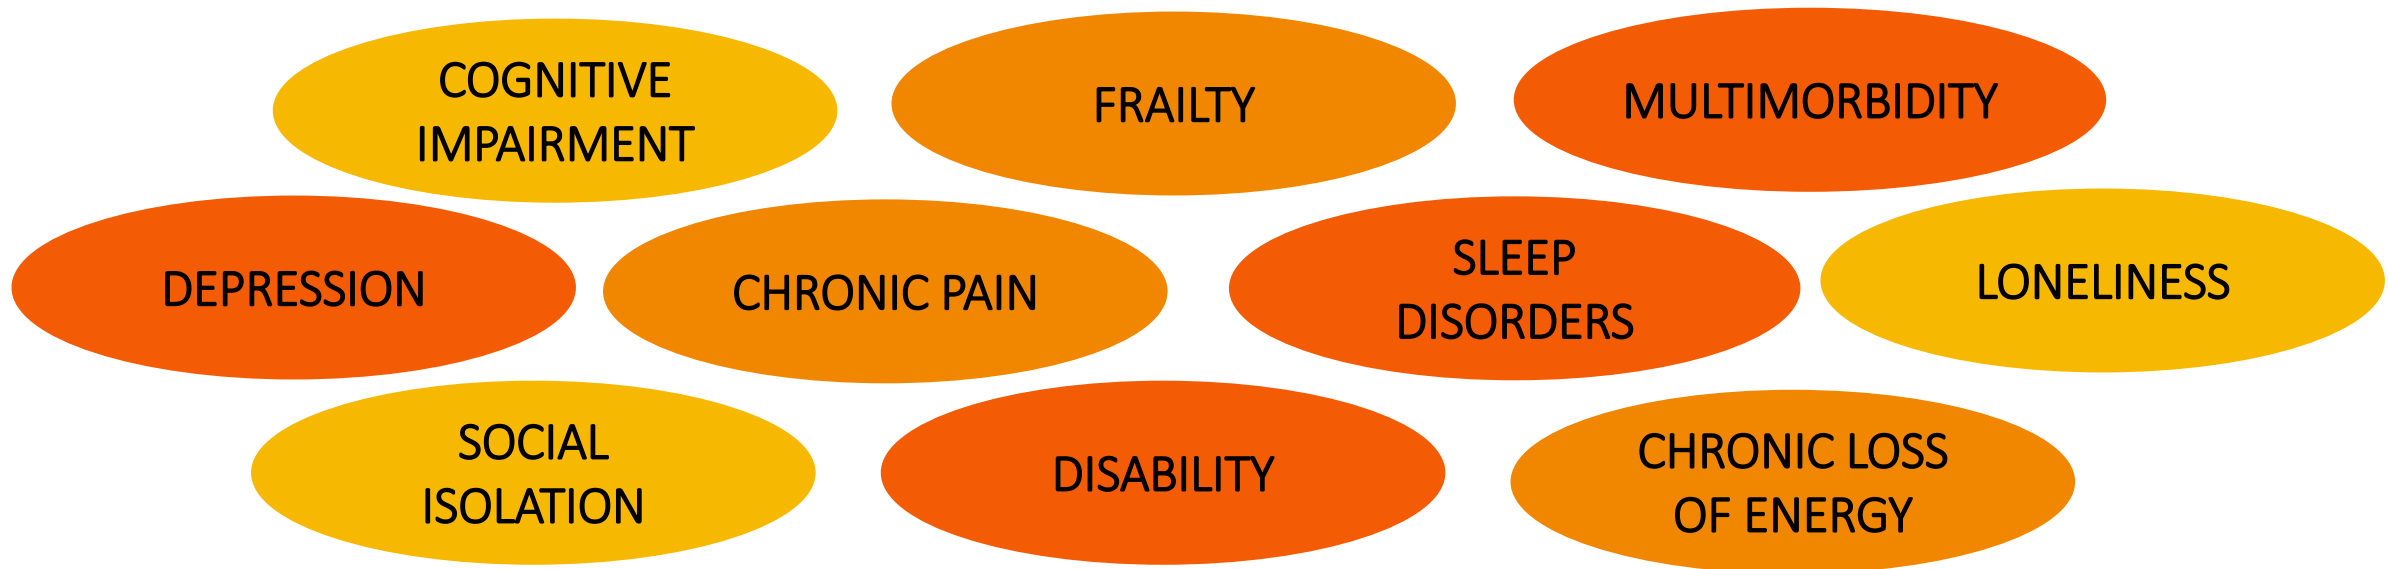 COGNITIVE
IMPAIRMENT
FRAILTY
MULTIMORBIDITY
DEPRESSION
CHRONIC PAIN
SLEEP
DISORDERS
LONELINESS
SOCIAL
ISOLATION
DISABILITY
CHRONIC LOSS
OF ENERGY